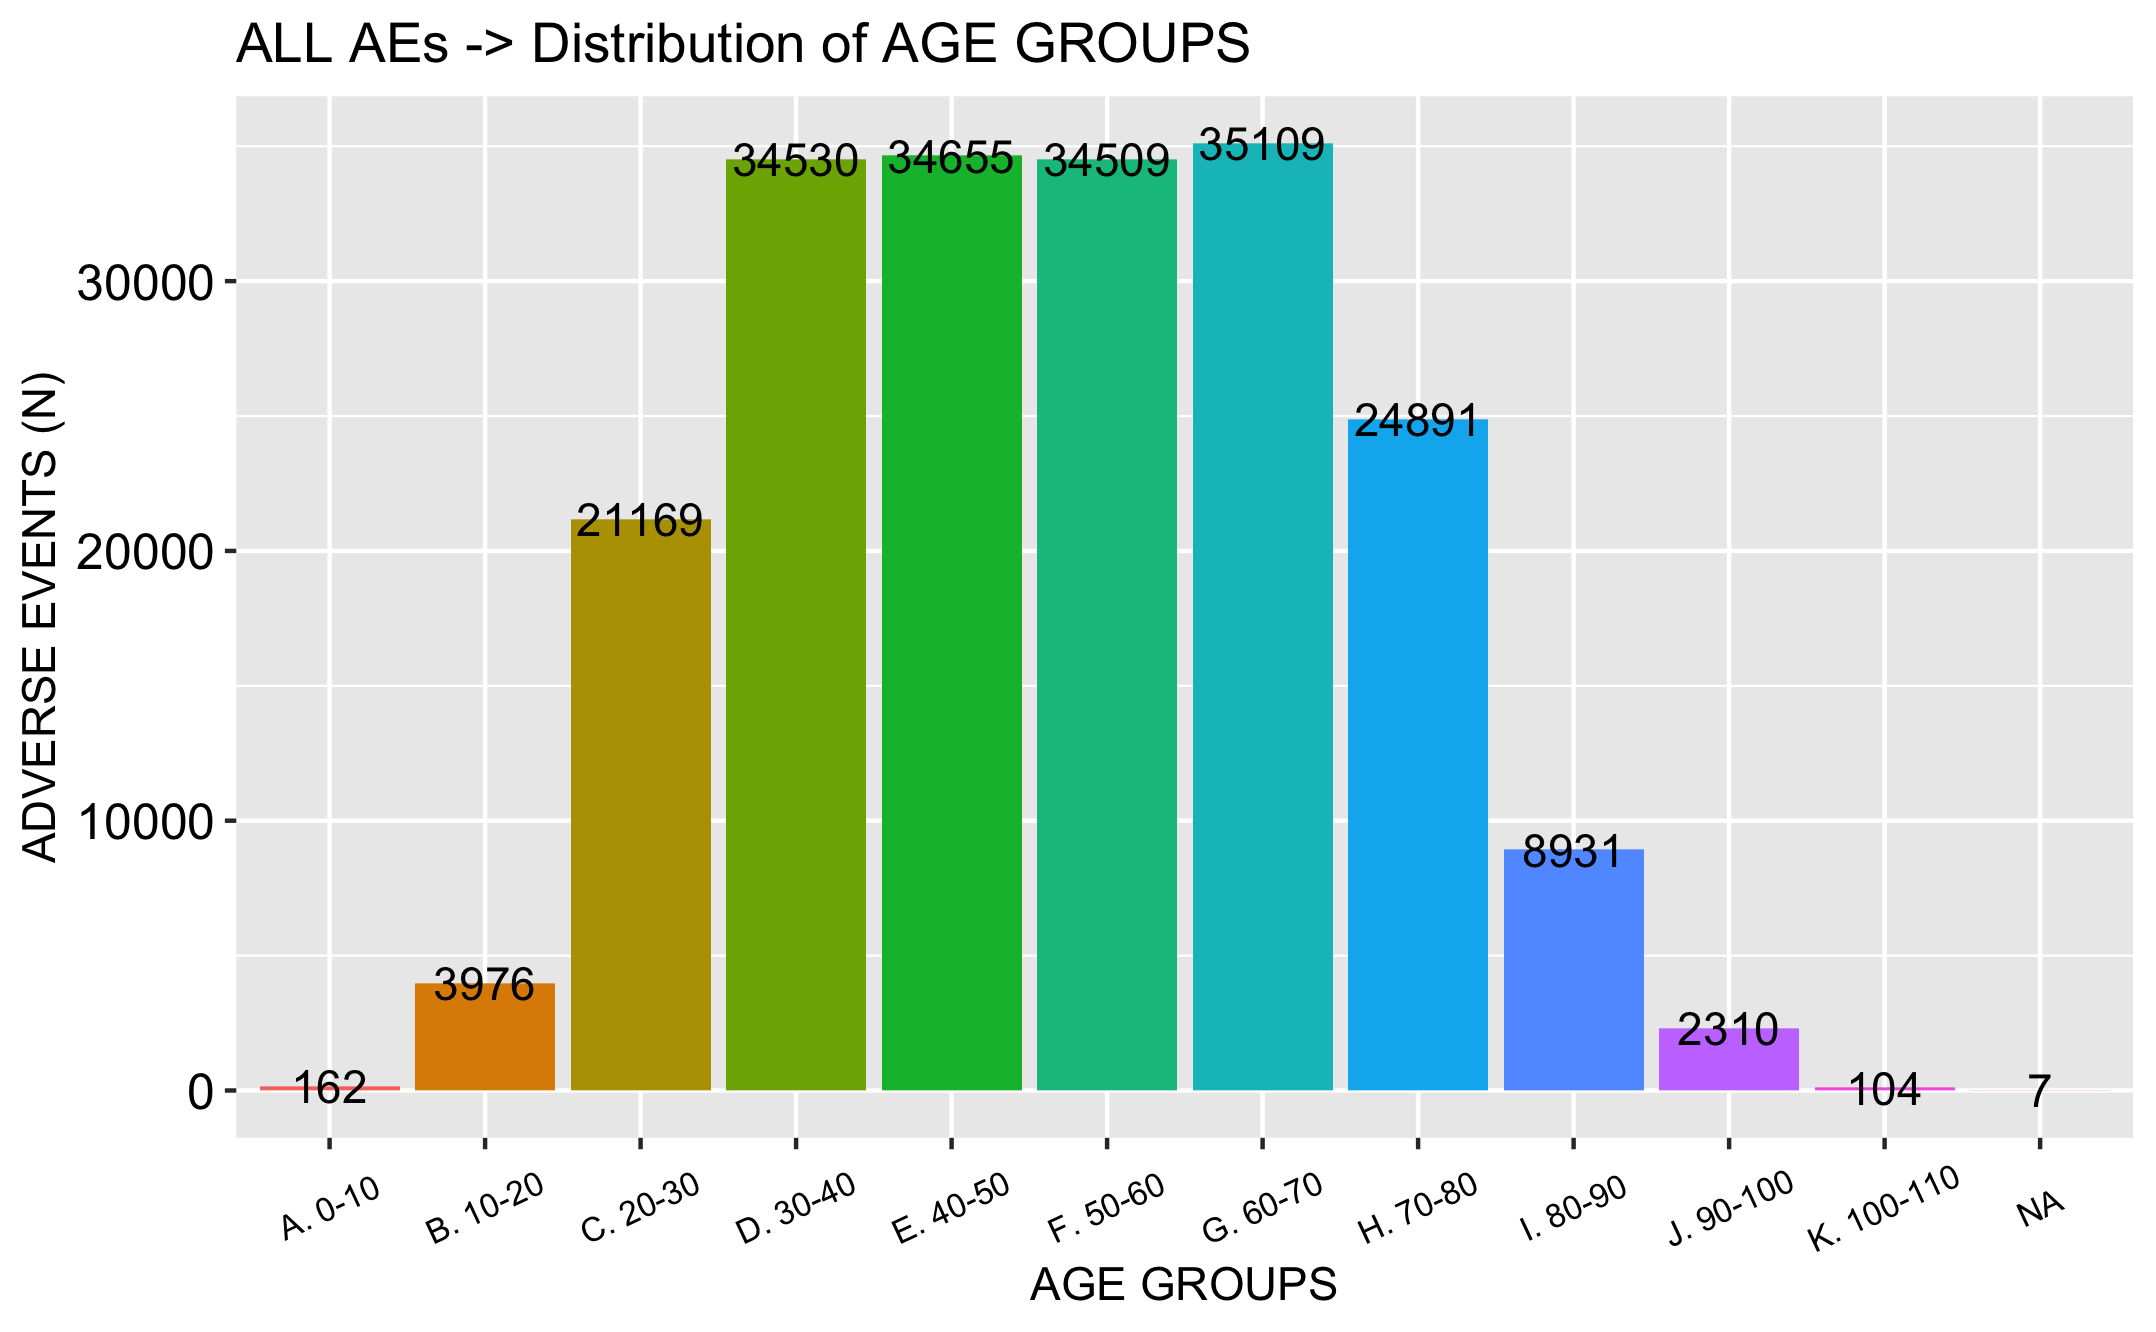 ALL AEs -> Distribution of AGE GROUPS
ADVERSE EVENTS (N)
30000
20000
10000
0
162
3976
21169
34530
34655
34509
35109
24891
8931
2310
104
7
A. 0-10
B. 10-20
C. 20-30
D. 30-40
E. 40-50
F. 50-60
G. 60-70
H. 70-80
I. 80-90
J. 90-100
K. 100-110
NA
AGE GROUPS